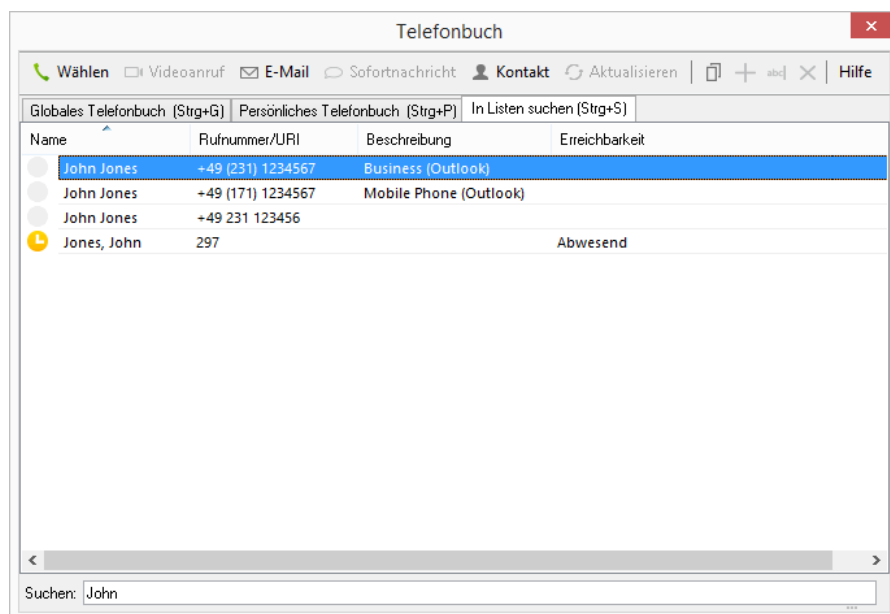 Telefonbuch
Wählen Videoanruf E-Mail Sofortnachricht Kontakt Aktualisieren abc Hilfe
Globales Telefonbuch (Strg+G) Persönliches Telefonbuch (Strg+P) In Listen suchen (Strg+S)
Name Rufnummer/URI Beschreibung Erreichbarkeit
John Jones +49 (231) 1234567 Business (Outlook)
John Jones +49 (171) 1234567 Mobile Phone (Outlook)
John Jones +49 231 123456
Jones, John 297 Abwesend
Suchen: John